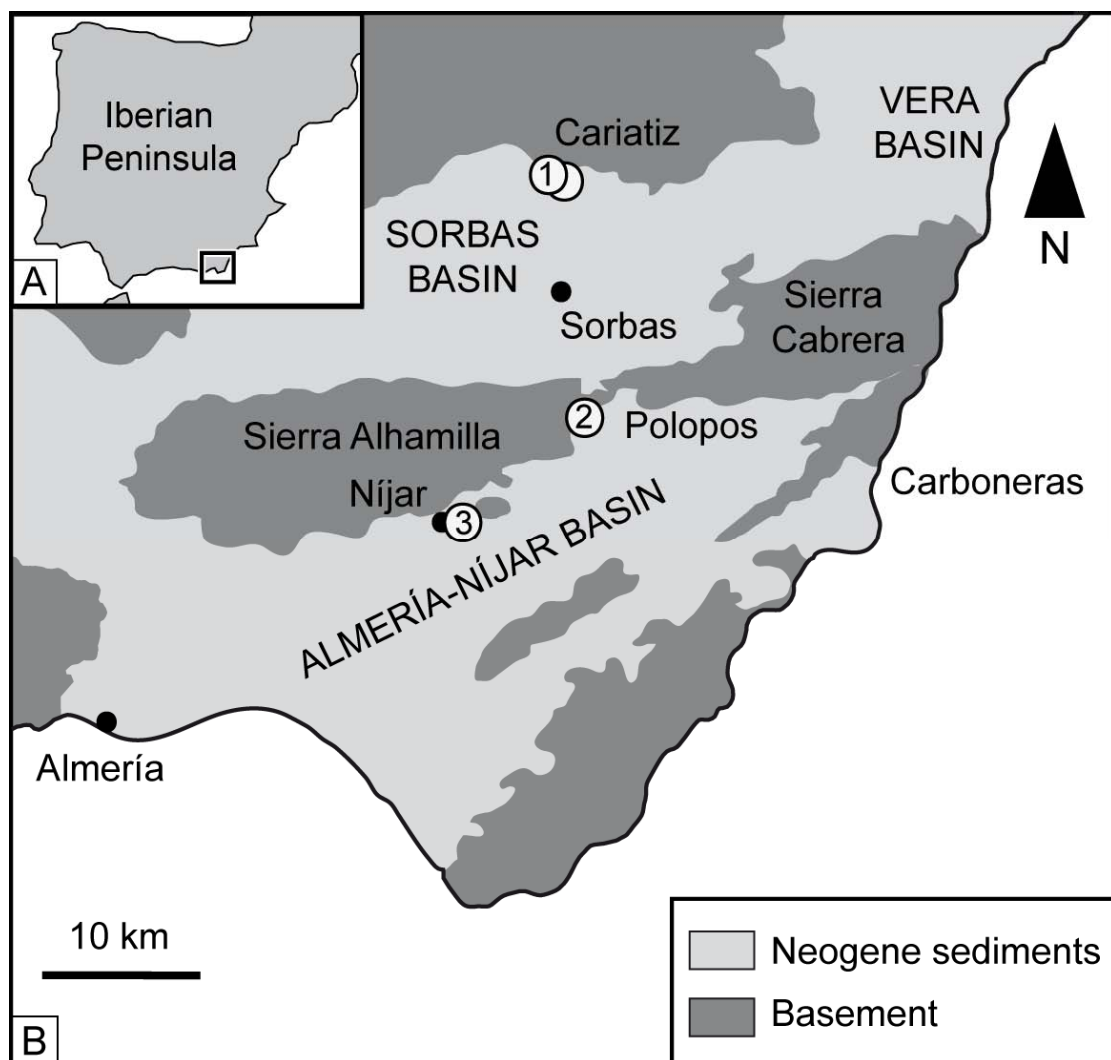 Iberian
Peninsula
A
VERA
BASIN
Cariatiz
1
N
SORBAS
BASIN
Sorbas
Sierra
Cabrera
2
Polopos
Sierra Alhamilla
Níjar
3
Carboneras
ALMERÍA-NÍJAR BASIN
Almería
10 km
Neogene sediments
Basement
B